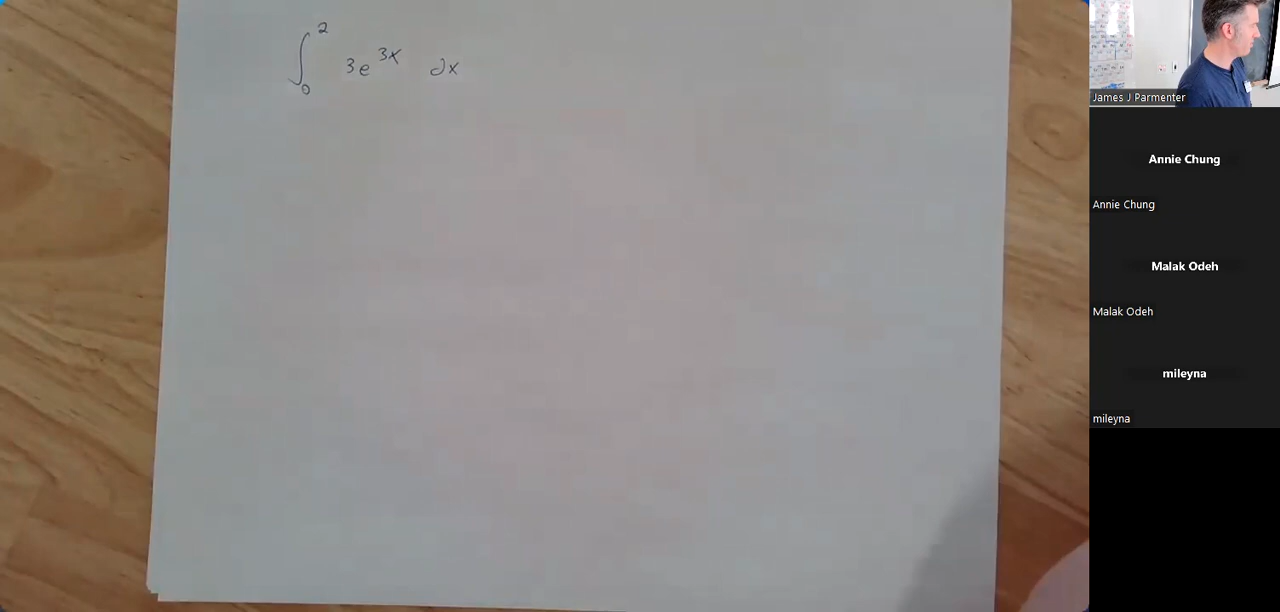 ∫₀² 3e^{3x} dx
James J Parmenter
Annie Chung
Annie Chung
Malak Odeh
Malak Odeh
mileyna
mileyna